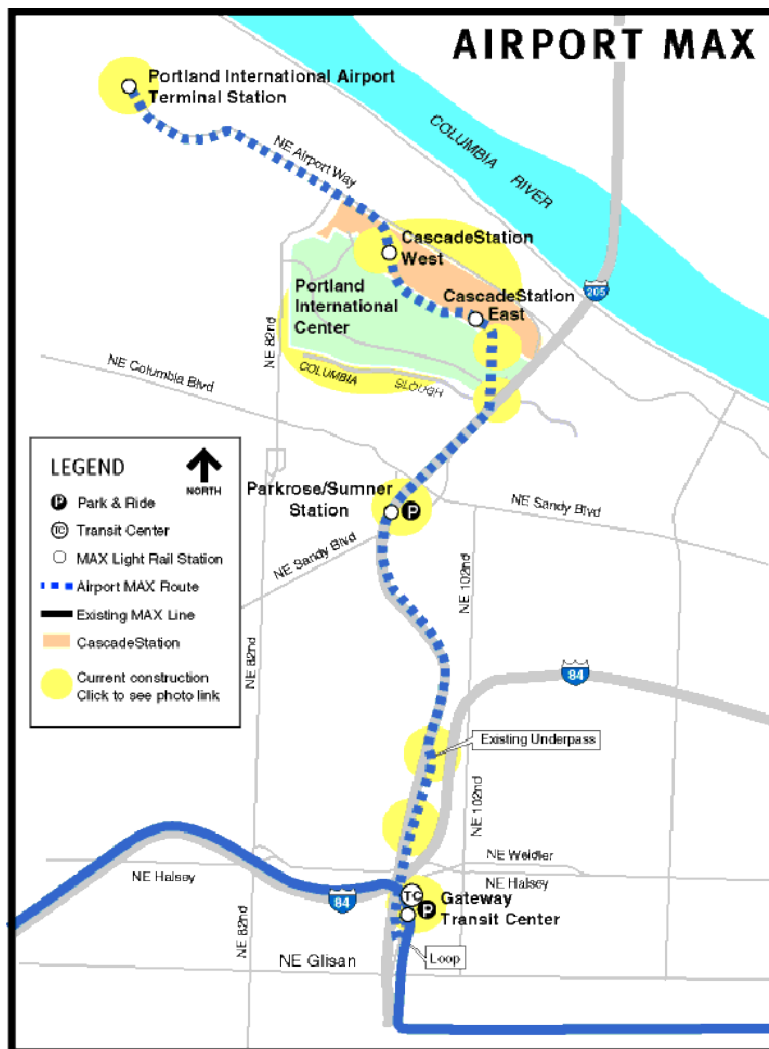 AIRPORT MAX
Portland International Airport
Terminal Station
COLUMBIA
RIVER
NE Airport Way
CascadeStation
West
205
CascadeStation
East
Portland
International
Center
NE 82nd
COLUMBIA
SLOUGH
NE Columbia Blvd
LEGEND
NORTH
P Park & Ride
TC Transit Center
MAX Light Rail Station
Airport MAX Route
Existing MAX Line
CascadeStation
Current construction
Click to see photo link
Parkrose/Sumner
Station
P
NE Sandy Blvd
NE Sandy Blvd
NE 102nd
NE 82nd
84
Existing Underpass
NE 102nd
NE Weidler
NE Halsey
NE Halsey
84
TC
P
Gateway
Transit Center
NE 82nd
NE Glisan
Loop